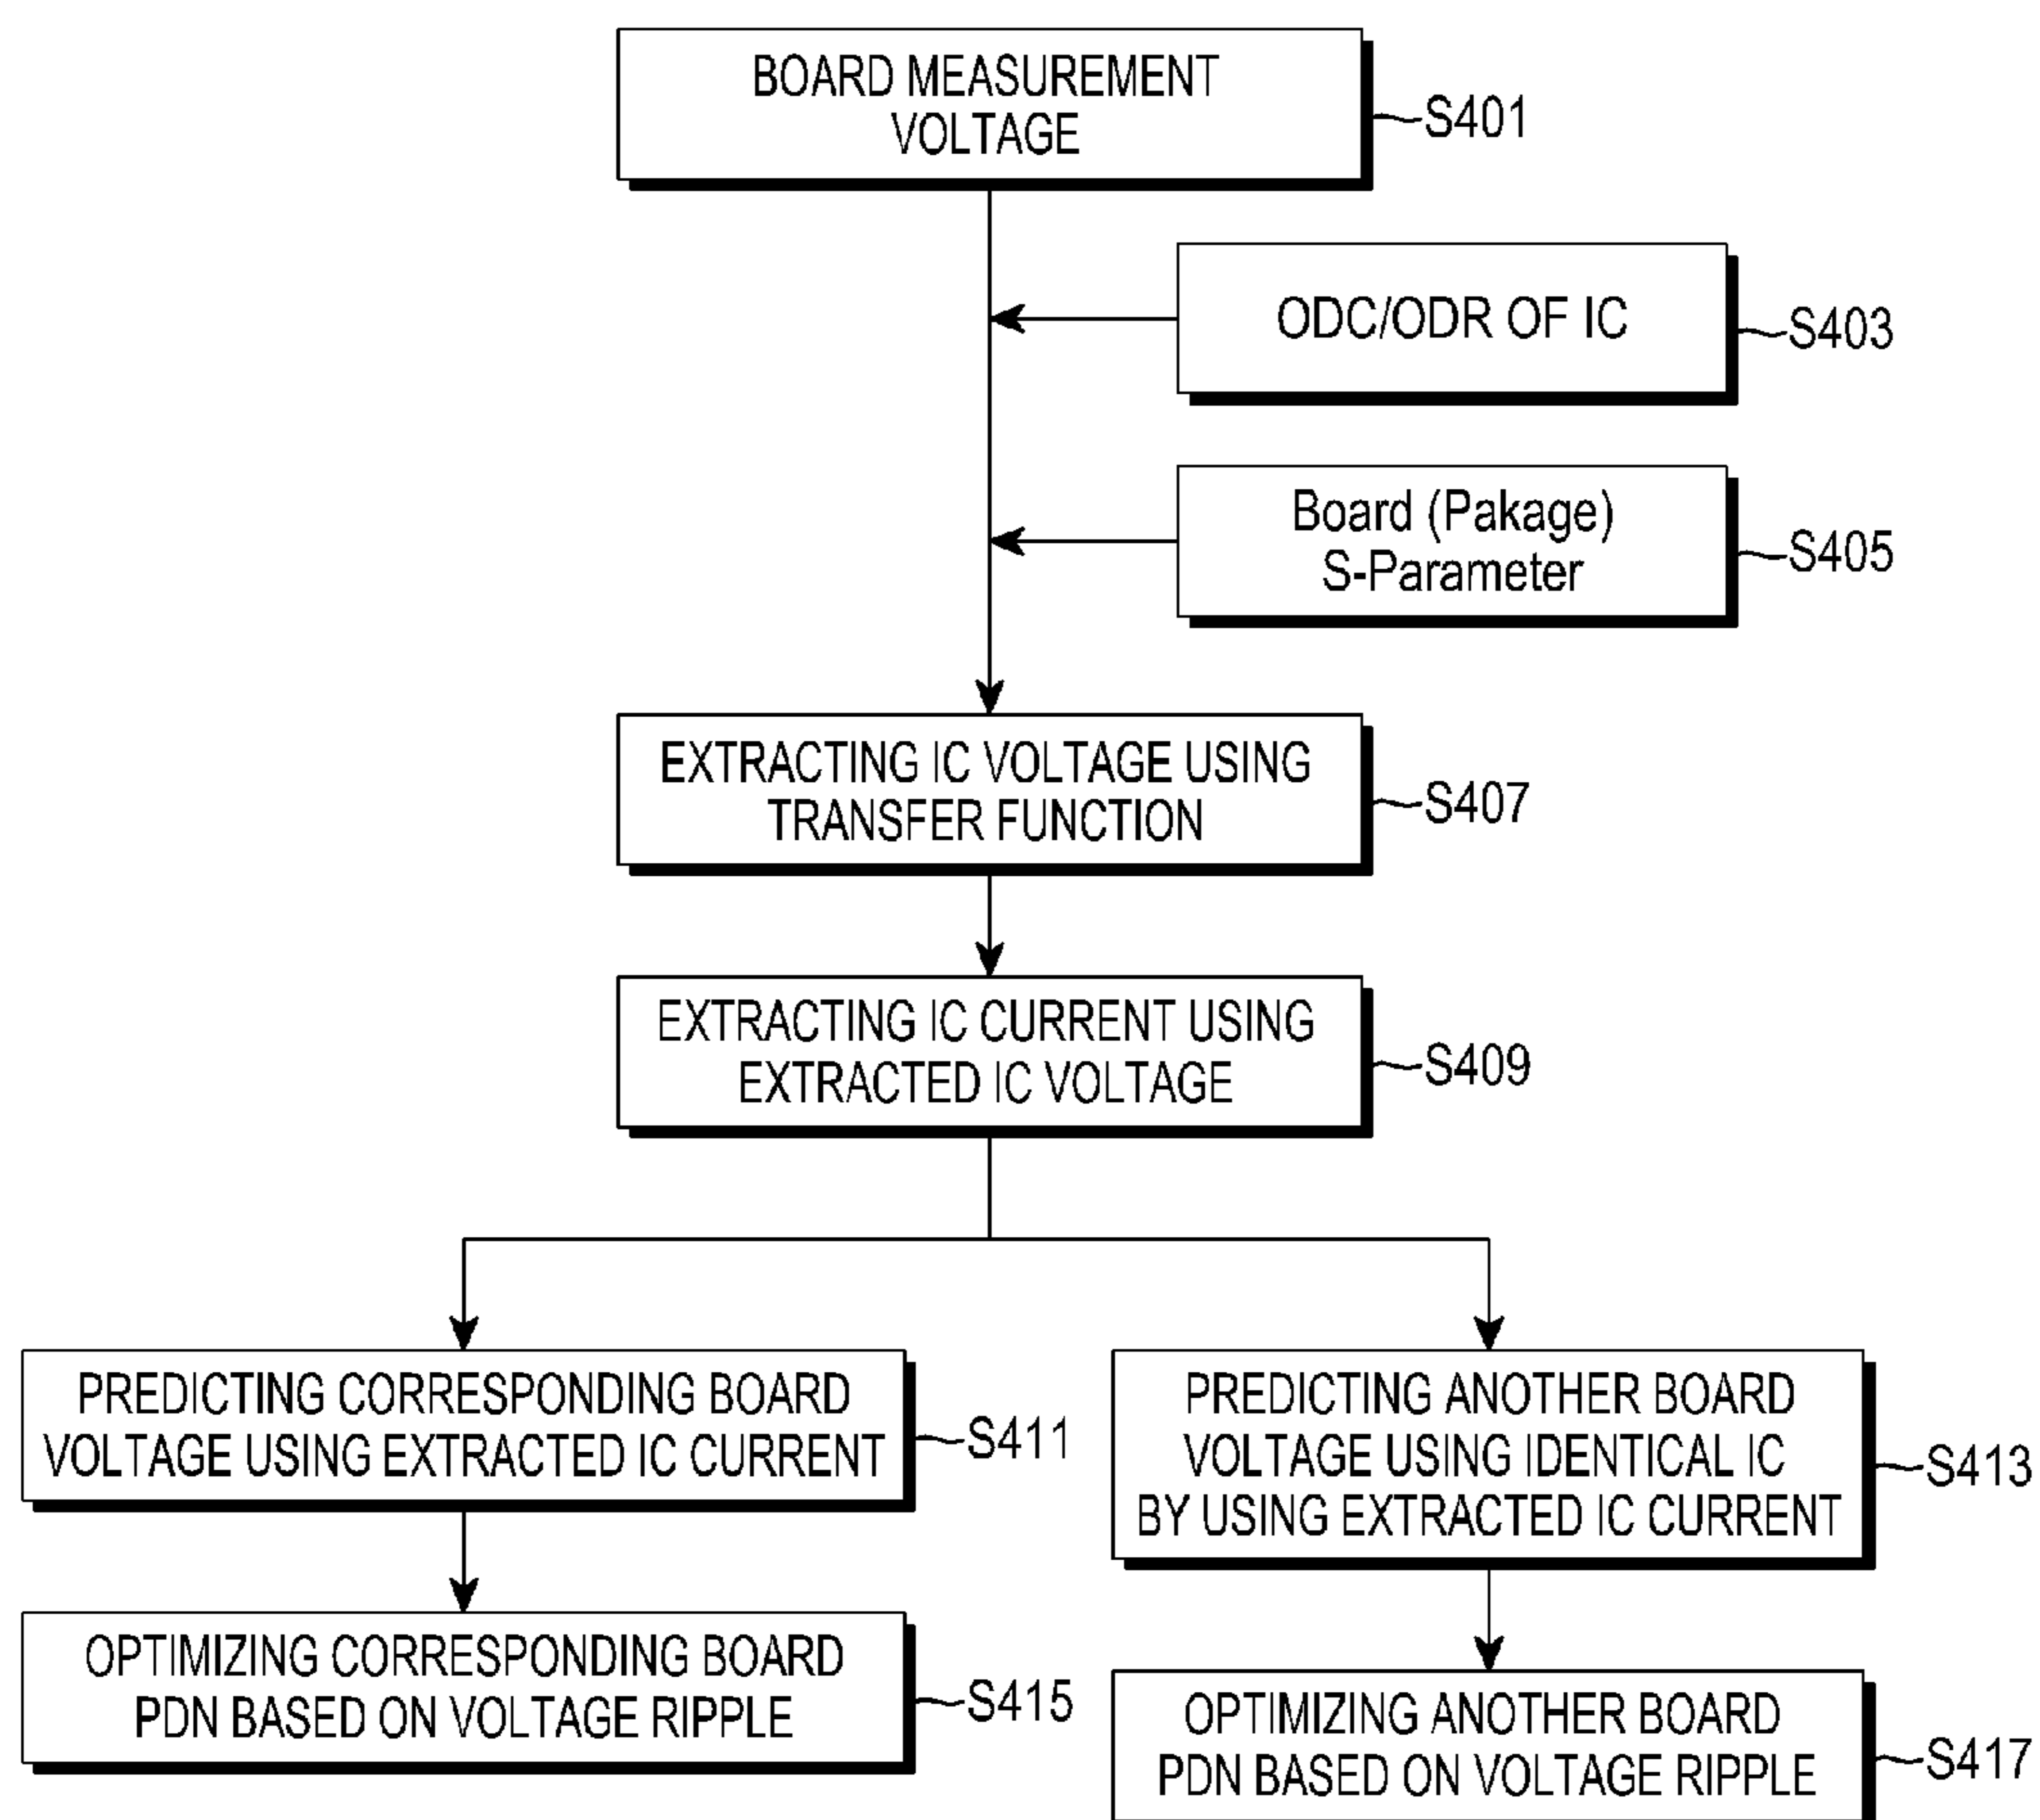 BOARD MEASUREMENT
VOLTAGE
S401
ODC/ODR OF IC
S403
Board (Pakage)
S-Parameter
S405
EXTRACTING IC VOLTAGE USING
TRANSFER FUNCTION
S407
EXTRACTING IC CURRENT USING
EXTRACTED IC VOLTAGE
S409
PREDICTING CORRESPONDING BOARD
VOLTAGE USING EXTRACTED IC CURRENT
S411
PREDICTING ANOTHER BOARD
VOLTAGE USING IDENTICAL IC
BY USING EXTRACTED IC CURRENT
S413
OPTIMIZING CORRESPONDING BOARD
PDN BASED ON VOLTAGE RIPPLE
S415
OPTIMIZING ANOTHER BOARD
PDN BASED ON VOLTAGE RIPPLE
S417